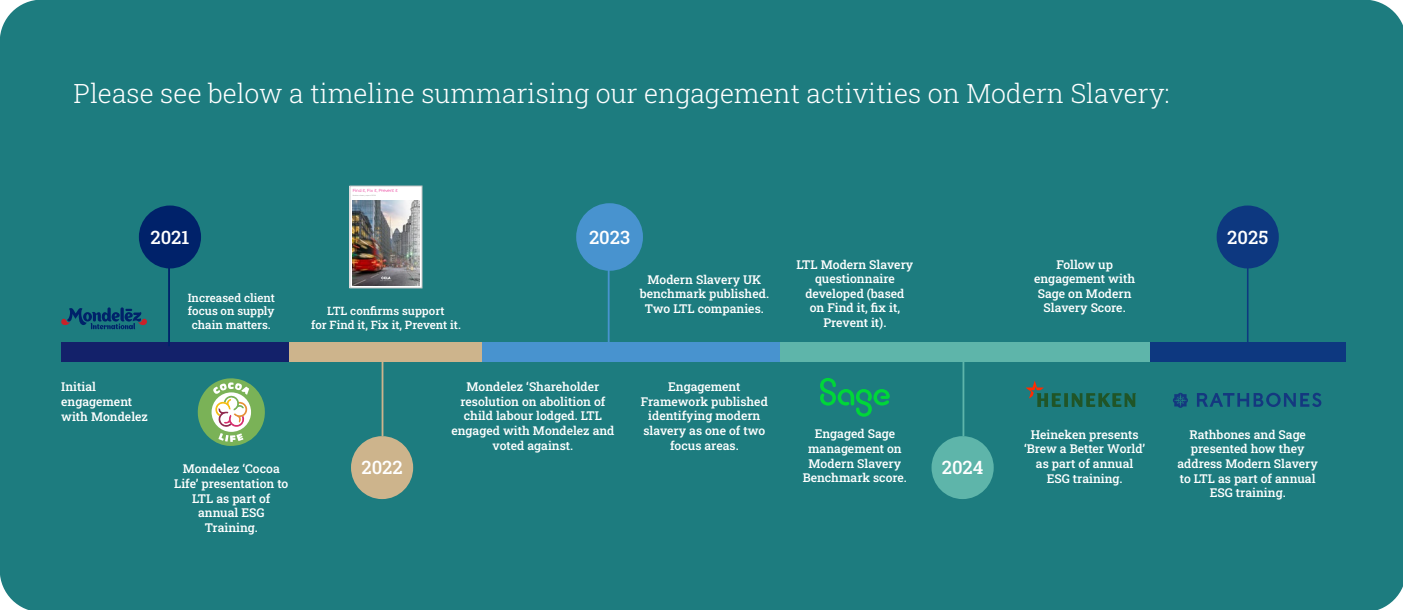 Please see below a timeline summarising our engagement activities on Modern Slavery:
2021
Mondelēz
International
Increased client
focus on supply
chain matters.
Initial
engagement
with Mondelez
COCOA
LIFE
Mondelez ‘Cocoa
Life’ presentation to
LTL as part of
annual ESG
Training.
Find it, Fix it, Prevent it
CCLA
LTL confirms support
for Find it, Fix it, Prevent it.
2022
2023
Mondelez ‘Shareholder
resolution on abolition of
child labour lodged. LTL
engaged with Mondelez and
voted against.
Modern Slavery UK
benchmark published.
Two LTL companies.
Engagement
Framework published
identifying modern
slavery as one of two
focus areas.
LTL Modern Slavery
questionnaire
developed (based
on Find it, fix it,
Prevent it).
Sage
Engaged Sage
management on
Modern Slavery
Benchmark score.
2024
Follow up
engagement with
Sage on Modern
Slavery Score.
HEINEKEN
Heineken presents
‘Brew a Better World’
as part of annual
ESG training.
2025
RATHBONES
Rathbones and Sage
presented how they
address Modern Slavery
to LTL as part of annual
ESG training.